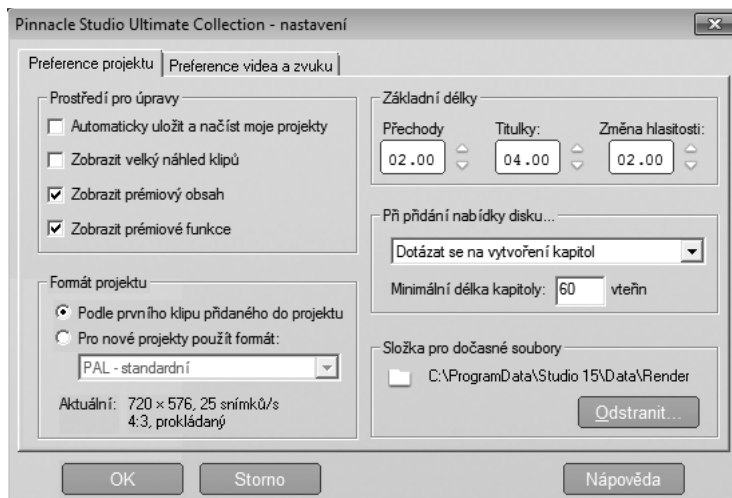 Pinnacle Studio Ultimate Collection - nastavení
Preference projektu
Preference videa a zvuku
Prostředí pro úpravy
Automaticky uložit a načíst moje projekty
Zobrazit velký náhled klipů
Zobrazit prémiový obsah
Zobrazit prémiové funkce
Formát projektu
Podle prvního klipu přidaného do projektu
Pro nové projekty použít formát:
PAL - standardní
Aktuální: 720 × 576, 25 snímků/s
4:3, prokládaný
Základní délky
Přechody Titulky: Změna hlasitosti:
02.00 04.00 02.00
Při přidání nabídky disku...
Dotázat se na vytvoření kapitol
Minimální délka kapitoly: 60 vteřin
Složka pro dočasné soubory
C:\ProgramData\Studio 15\Data\Render
Odstranit...
OK
Storno
Nápověda